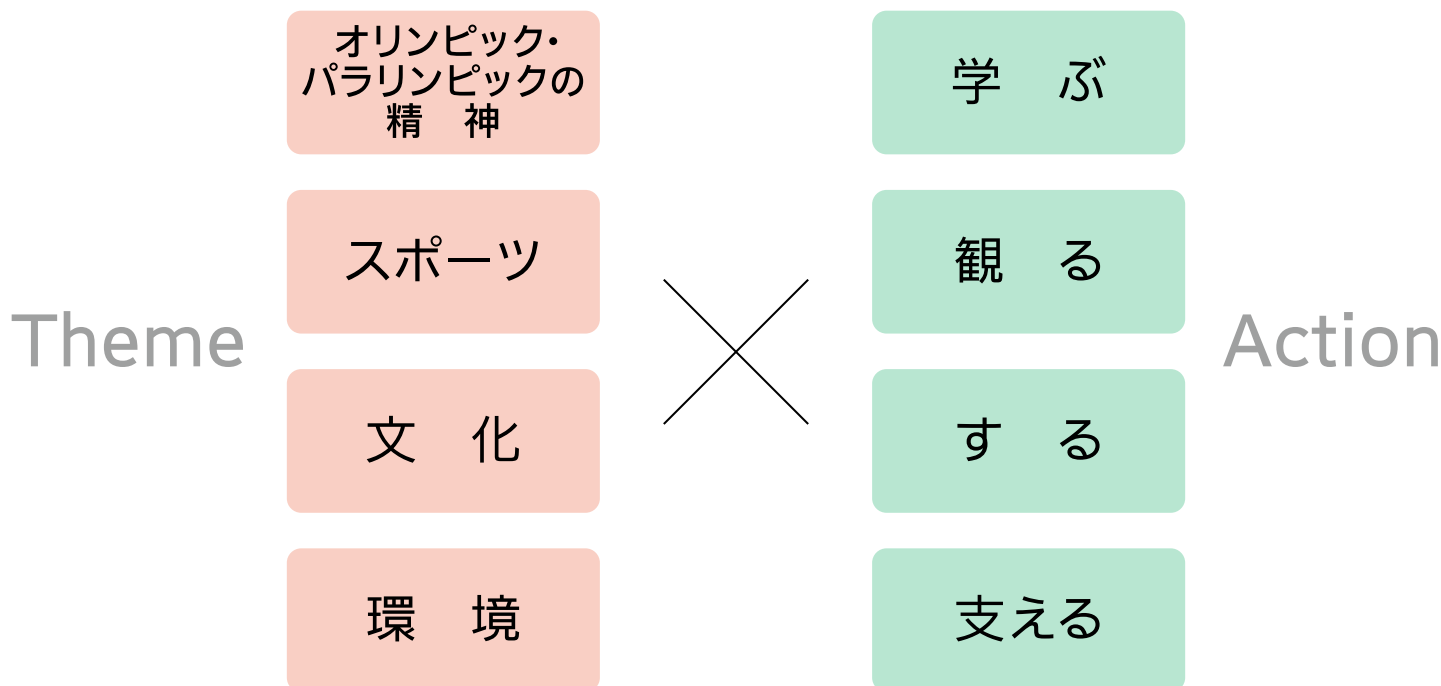 Theme
オリンピック・
パラリンピックの
精　神
スポーツ
文　化
環　境
学　ぶ
観　る
す　る
支える
Action